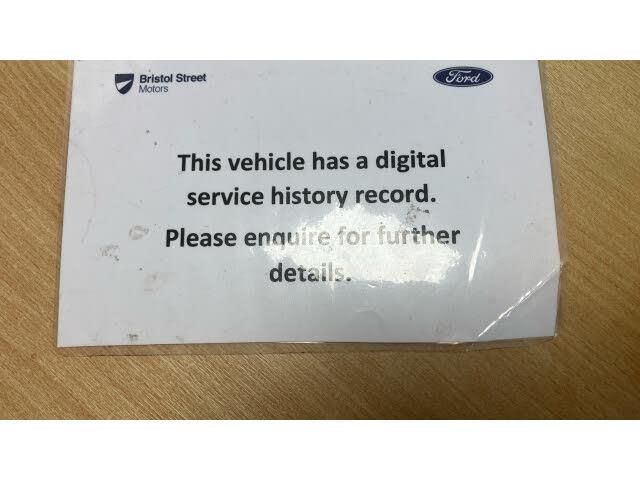 Bristol Street
Motors
Ford
This vehicle has a digital
service history record.
Please enquire for further
details.